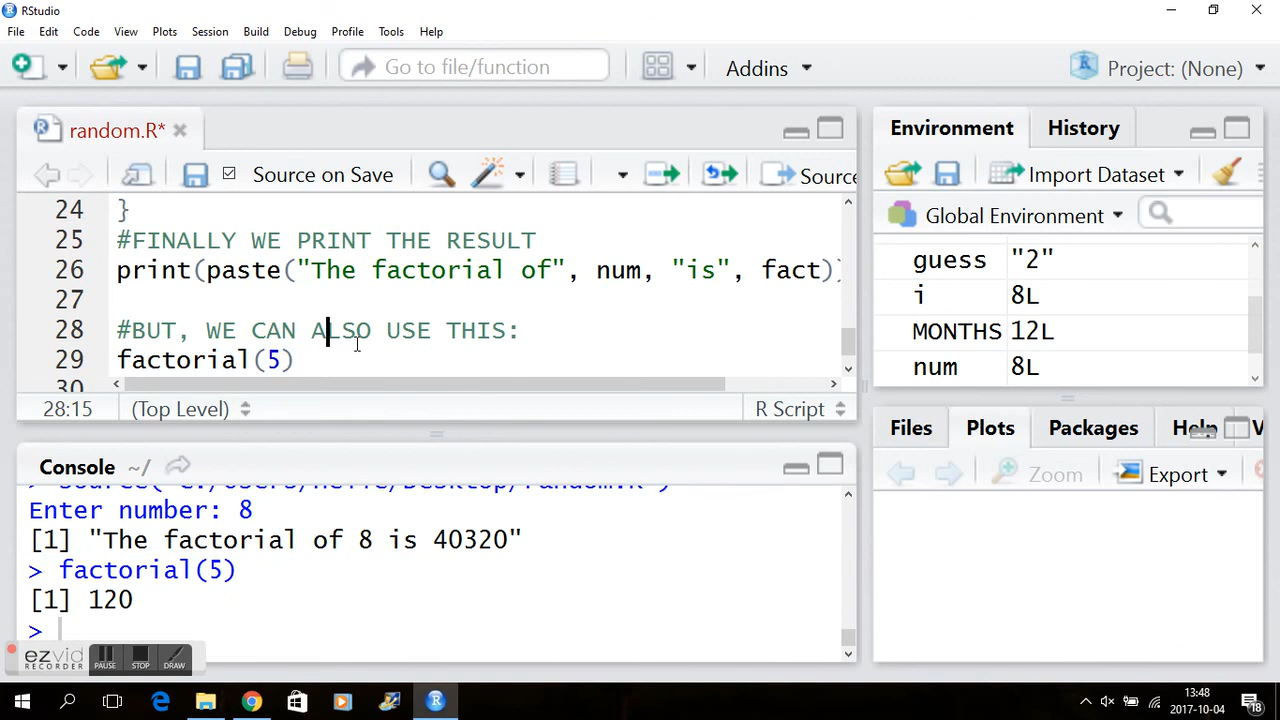 RStudio
File Edit Code View Plots Session Build Debug Profile Tools Help
Go to file/function Addins Project: (None)
random.R*
Source on Save Source
24 }
25 #FINALLY WE PRINT THE RESULT
26 print(paste("The factorial of", num, "is", fact))
27
28 #BUT, WE CAN ALSO USE THIS:
29 factorial(5)
30
28:15 (Top Level) R Script
Console ~/
Enter number: 8
[1] "The factorial of 8 is 40320"
> factorial(5)
[1] 120
>
Environment History
Import Dataset
Global Environment
guess "2"
i 8L
MONTHS 12L
num 8L
Files Plots Packages Help V
Zoom Export
ezvid
RECORDER
PAUSE STOP DRAW
13:48
2017-10-04
18